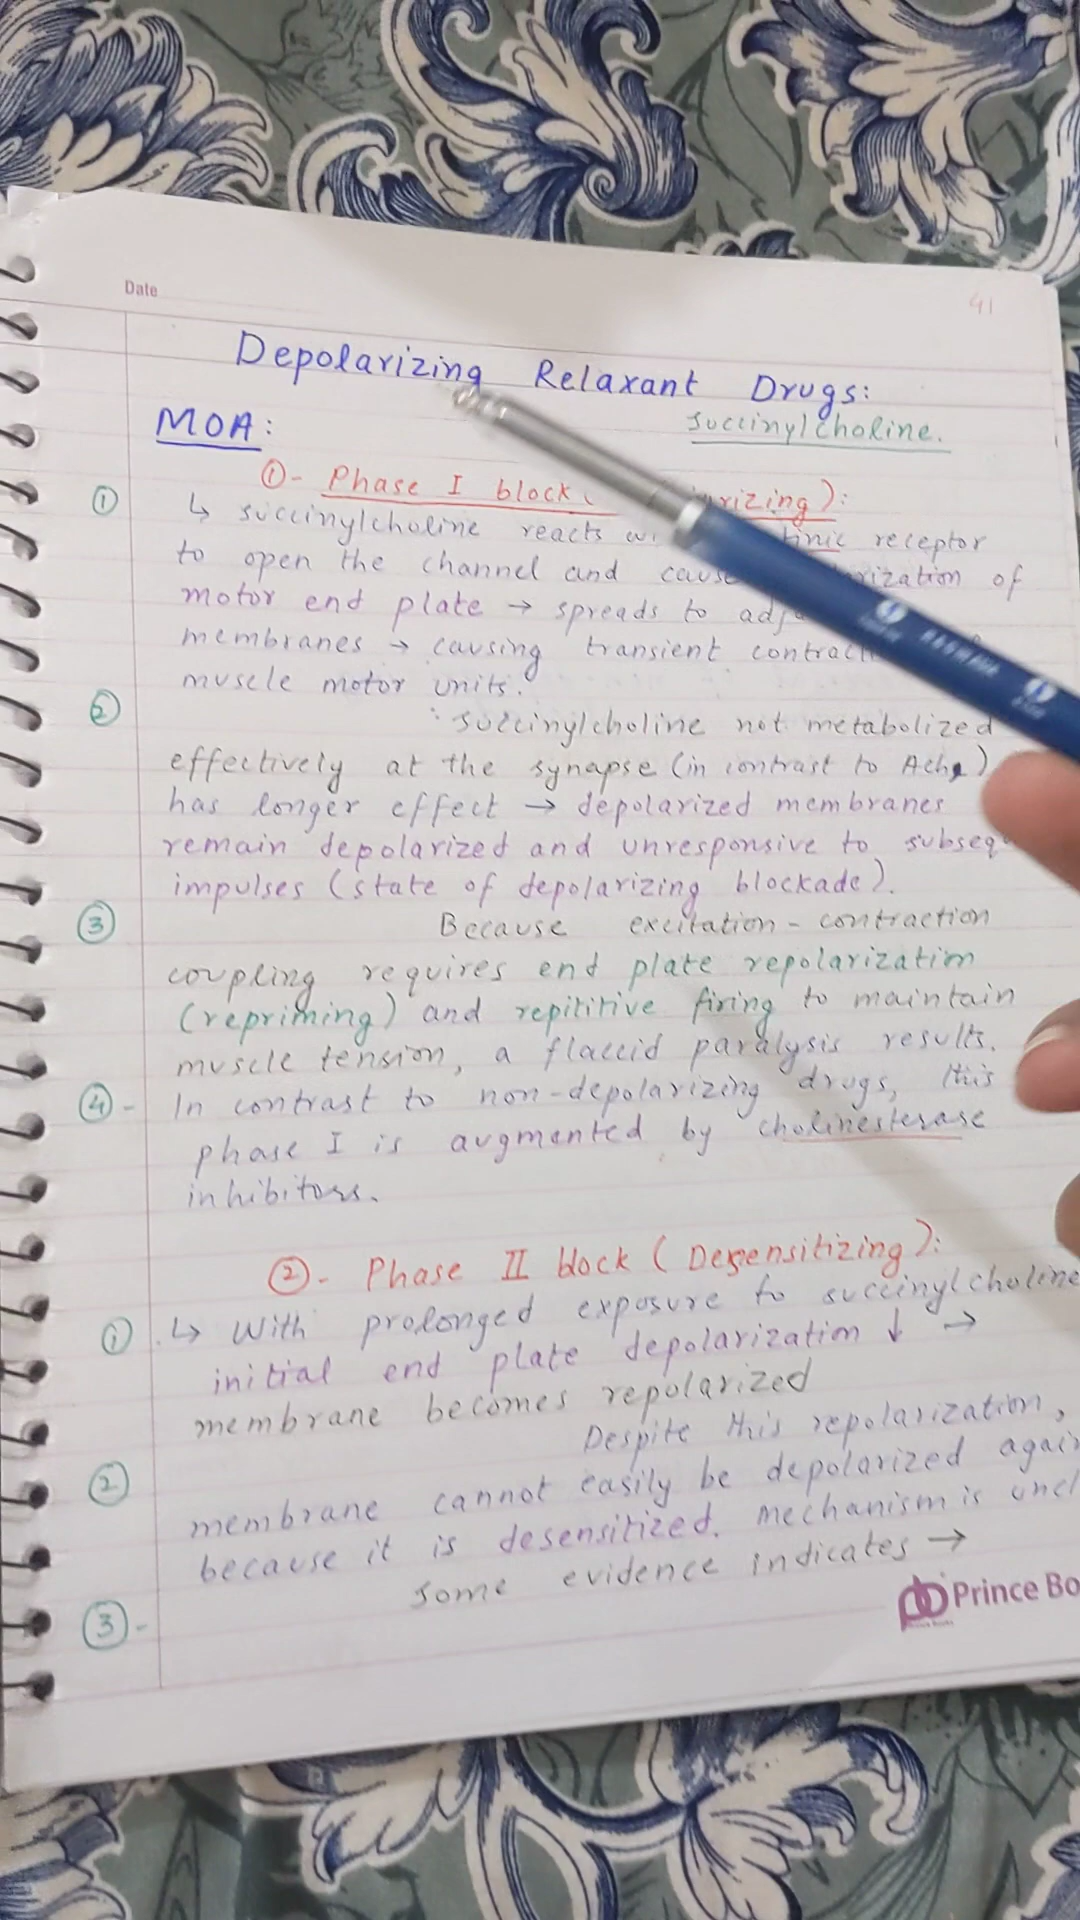 Date
41
Depolarizing Relaxant Drugs:
MOA:
Succinylcholine.
①- Phase I block (
rizing):
① ↳ succinylcholine reacts
receptor
to open the channel and
rization of
motor end plate → spreads to
membranes → causing transient
muscle motor units.
② Succinylcholine not metabolized
effectively at the synapse (in contrast to Ach)
has longer effect → depolarized membranes
remain depolarized and unresponsive to
impulses (state of depolarizing blockade).
③ Because excitation - contraction
coupling requires end plate repolarization
(repriming) and repititive firing to maintain
muscle tension, a flaccid paralysis results.
④- In contrast to non-depolarizing drugs, this
phase I is augmented by cholinesterase
inhibitors.
②- Phase II block (Desensitizing):
① ↳ With prolonged exposure to succinylcholine
initial end plate depolarization ↓ →
membrane becomes repolarized
② Despite this repolarization,
membrane cannot easily be depolarized
because it is desensitized. mechanism is
③- some evidence indicates →
Prince